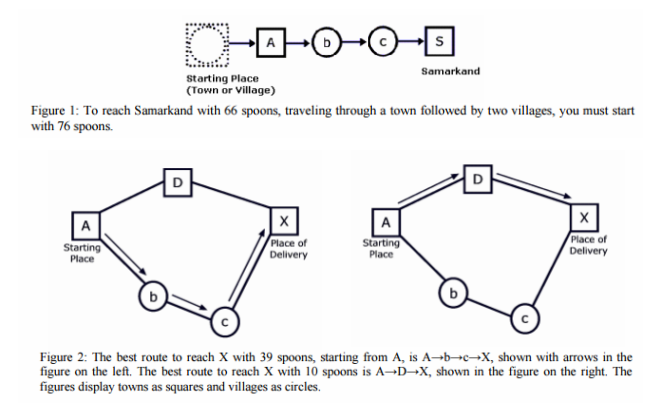 A b c S
Starting Place
(Town or Village)
Samarkand
Figure 1: To reach Samarkand with 66 spoons, traveling through a town followed by two villages, you must start
with 76 spoons.
D
A
Starting
Place
X
Place of
Delivery
b
c
D
A
Starting
Place
X
Place of
Delivery
b
c
Figure 2: The best route to reach X with 39 spoons, starting from A, is A→b→c→X, shown with arrows in the
figure on the left. The best route to reach X with 10 spoons is A→D→X, shown in the figure on the right. The
figures display towns as squares and villages as circles.